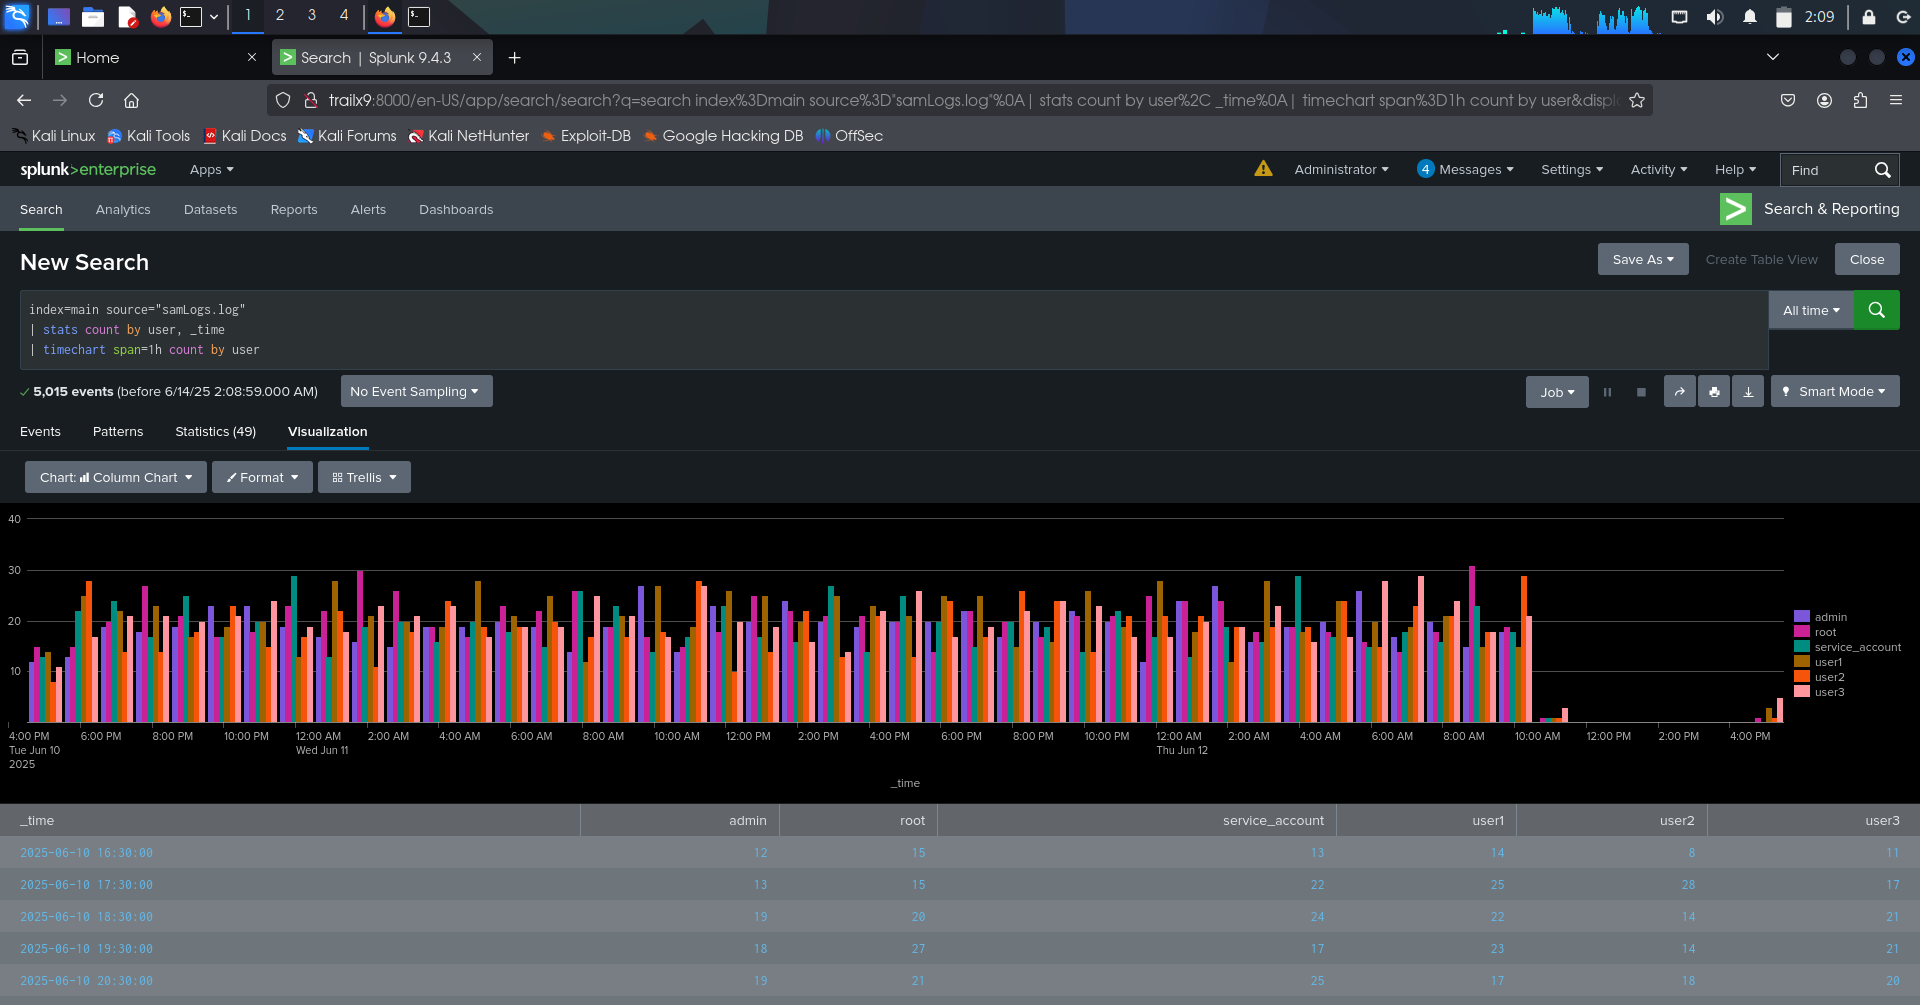 1 2 3 4
2:09
Home
Search | Splunk 9.4.3
trailx9:8000/en-US/app/search/search?q=search index%3Dmain source%3D"samLogs.log"%0A| stats count by user%2C _time%0A| timechart span%3D1h count by user&displ
Kali Linux Kali Tools Kali Docs Kali Forums Kali NetHunter Exploit-DB Google Hacking DB OffSec
splunk>enterprise Apps Administrator 4 Messages Settings Activity Help Find
Search Analytics Datasets Reports Alerts Dashboards Search & Reporting
New Search Save As Create Table View Close
index=main source="samLogs.log"
| stats count by user, _time
| timechart span=1h count by user
All time
5,015 events (before 6/14/25 2:08:59.000 AM) No Event Sampling Job Smart Mode
Events Patterns Statistics (49) Visualization
Chart: Column Chart Format Trellis
40
30
20
10
admin
root
service_account
user1
user2
user3
4:00 PM 6:00 PM 8:00 PM 10:00 PM 12:00 AM 2:00 AM 4:00 AM 6:00 AM 8:00 AM 10:00 AM 12:00 PM 2:00 PM 4:00 PM 6:00 PM 8:00 PM 10:00 PM 12:00 AM 2:00 AM 4:00 AM 6:00 AM 8:00 AM 10:00 AM 12:00 PM 2:00 PM 4:00 PM
Tue Jun 10 Wed Jun 11 Thu Jun 12
2025
_time
_time admin root service_account user1 user2 user3
2025-06-10 16:30:00 12 15 13 14 8 11
2025-06-10 17:30:00 13 15 22 25 28 17
2025-06-10 18:30:00 19 20 24 22 14 21
2025-06-10 19:30:00 18 27 17 23 14 21
2025-06-10 20:30:00 19 21 25 17 18 20